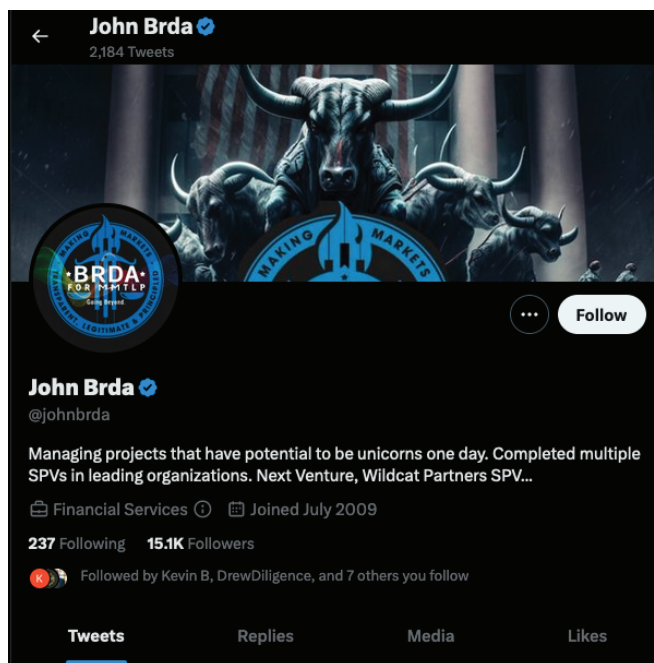 John Brda
2,184 Tweets
MAKING MARKETS
MAKING MARKETS
BRDA
FOR MMTLP
Going Beyond
TRANSPARENT, LEGITIMATE & PRINCIPLED
Follow
John Brda
@johnbrda
Managing projects that have potential to be unicorns one day. Completed multiple
SPVs in leading organizations. Next Venture, Wildcat Partners SPV...
Financial Services Joined July 2009
237 Following 15.1K Followers
K Followed by Kevin B, DrewDiligence, and 7 others you follow
Tweets Replies Media Likes